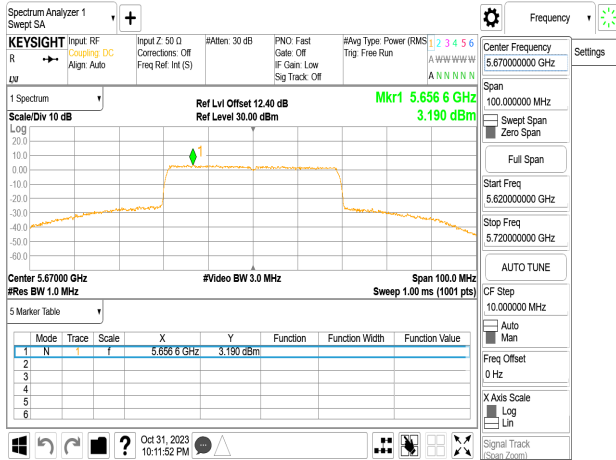 Spectrum Analyzer 1
Swept SA
Frequency
KEYSIGHT
R
Input: RF
Coupling: DC
Align: Auto
Input Z: 50 Ω
Corrections: Off
Freq Ref: Int (S)
#Atten: 30 dB
PNO: Fast
Gate: Off
IF Gain: Low
Sig Track: Off
#Avg Type: Power (RMS
Trig: Free Run
1 2 3 4 5 6
A W W W W W
A N N N N N
1 Spectrum
Scale/Div 10 dB
Ref Lvl Offset 12.40 dB
Ref Level 30.00 dBm
Mkr1 5.656 6 GHz
3.190 dBm
Log
20.0
10.0
0.00
-10.0
-20.0
-30.0
-40.0
-50.0
-60.0
1
Center 5.67000 GHz
#Res BW 1.0 MHz
#Video BW 3.0 MHz
Span 100.0 MHz
Sweep 1.00 ms (1001 pts)
5 Marker Table
Mode Trace Scale X Y Function Function Width Function Value
1 N 1 f 5.656 6 GHz 3.190 dBm
2
3
4
5
6
Oct 31, 2023
10:11:52 PM
Center Frequency
5.670000000 GHz
Settings
Span
100.000000 MHz
Swept Span
Zero Span
Full Span
Start Freq
5.620000000 GHz
Stop Freq
5.720000000 GHz
AUTO TUNE
CF Step
10.000000 MHz
Auto
Man
Freq Offset
0 Hz
X Axis Scale
Log
Lin
Signal Track
(Span Zoom)